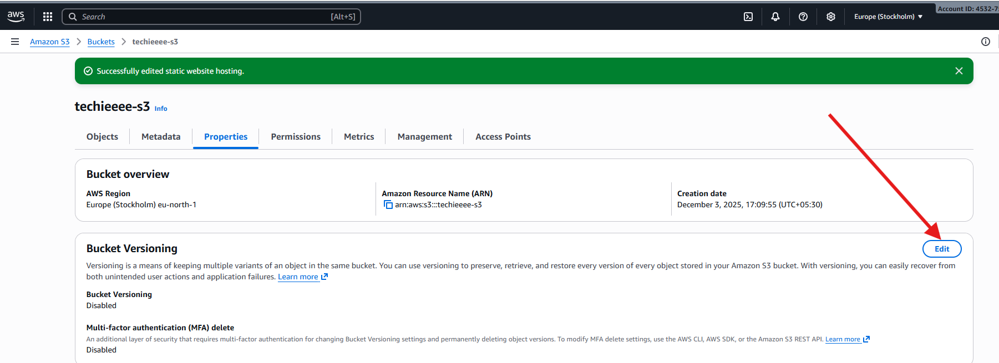 aws
Search [Alt+S]
Europe (Stockholm)
Account ID: 4532-7
Amazon S3 > Buckets > techieeee-s3
Successfully edited static website hosting.
techieeee-s3 Info
Objects Metadata Properties Permissions Metrics Management Access Points
Bucket overview
AWS Region Amazon Resource Name (ARN) Creation date
Europe (Stockholm) eu-north-1 arn:aws:s3:::techieeee-s3 December 3, 2025, 17:09:55 (UTC+05:30)
Bucket Versioning Edit
Versioning is a means of keeping multiple variants of an object in the same bucket. You can use versioning to preserve, retrieve, and restore every version of every object stored in your Amazon S3 bucket. With versioning, you can easily recover from
both unintended user actions and application failures. Learn more
Bucket Versioning
Disabled
Multi-factor authentication (MFA) delete
An additional layer of security that requires multi-factor authentication for changing Bucket Versioning settings and permanently deleting object versions. To modify MFA delete settings, use the AWS CLI, AWS SDK, or the Amazon S3 REST API. Learn more
Disabled